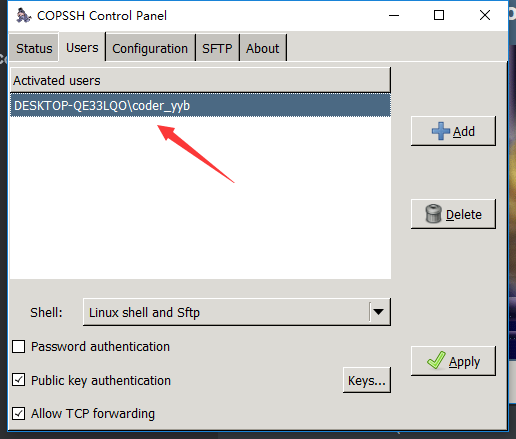 COPSSH Control Panel
Status Users Configuration SFTP About
Activated users
DESKTOP-QE33LQO\coder_yyb
Add
Delete
Shell: Linux shell and Sftp
Password authentication
Public key authentication Keys...
Apply
Allow TCP forwarding